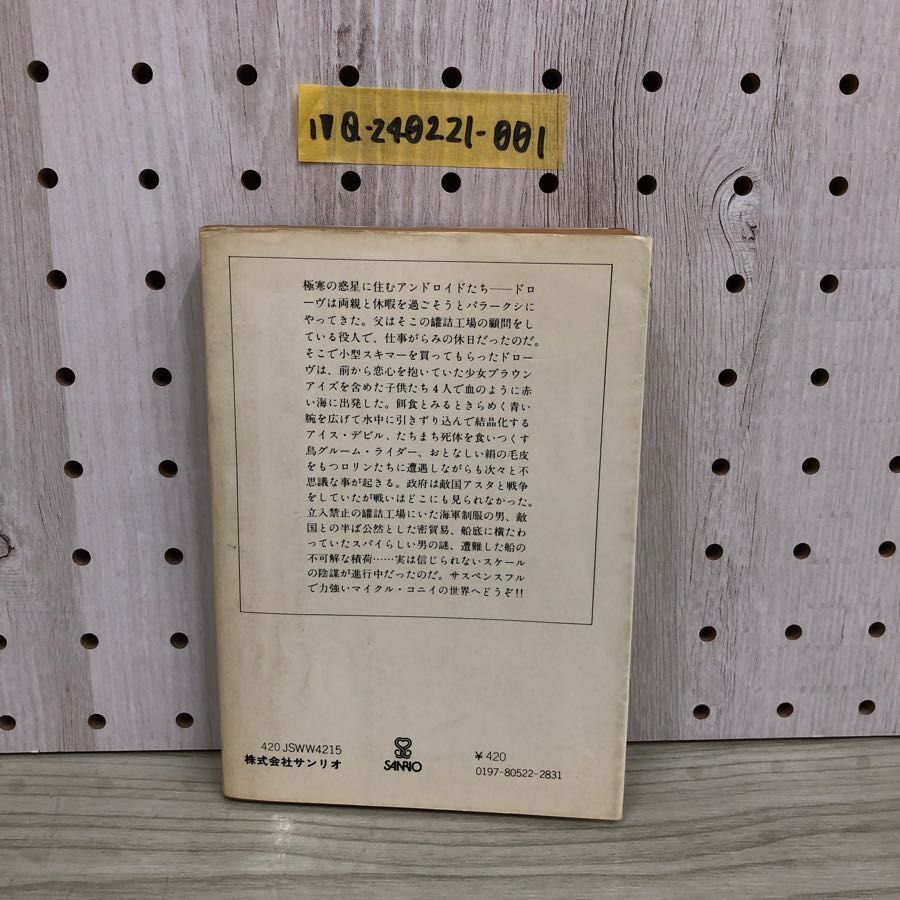 17Q-240221-001
極寒の惑星に住むアンドロイドたち――ドロ
ーヴは両親と休暇を過ごそうとパラークシに
やってきた。父はそこの罐詰工場の顧問をし
ている役人で、仕事がらみの休日だったのだ。
そこで小型スキマーを買ってもらったドロー
ヴは、前から恋心を抱いていた少女ブラウン
アイズを含めた子供たち4人で血のように赤
い海に出発した。餌食とみるときらめく青い
腕を広げて水中に引きずり込んで結晶化する
アイス・デビル、たちまち死体を食いつくす
鳥グルーム・ライダー、おとなしい絹の毛皮
をもつロリンたちに遭遇しながらも次々と不
思議な事が起きる。政府は敵国アスタと戦争
をしていたが戦いはどこにも見られなかった。
立入禁止の罐詰工場にいた海軍制服の男、敵
国との半ば公然とした密貿易、船底に横たわ
っていたスパイらしい男の謎、遭難した船の
不可解な積荷……実は信じられないスケール
の陰謀が進行中だったのだ。サスペンスフル
で力強いマイクル・コニイの世界へどうぞ!!
420 JSWW4215
株式会社サンリオ
SANRIO
¥420
0197-80522-2831